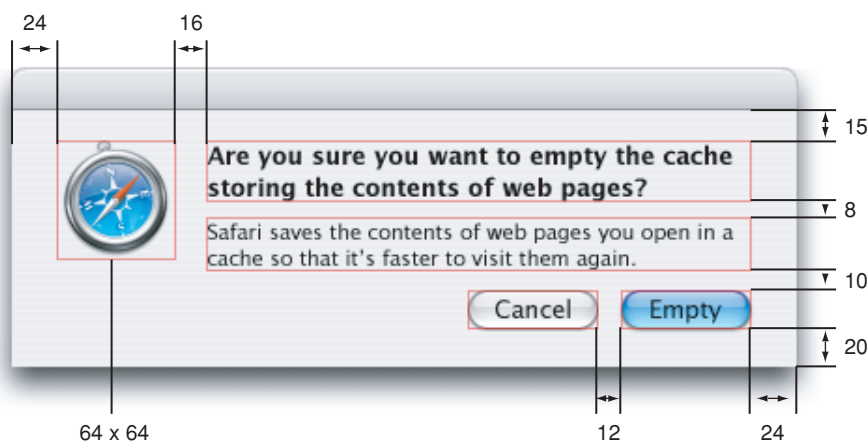 24
16
15
Are you sure you want to empty the cache
storing the contents of web pages?
8
Safari saves the contents of web pages you open in a
cache so that it's faster to visit them again.
10
Cancel
Empty
20
64 x 64
12
24